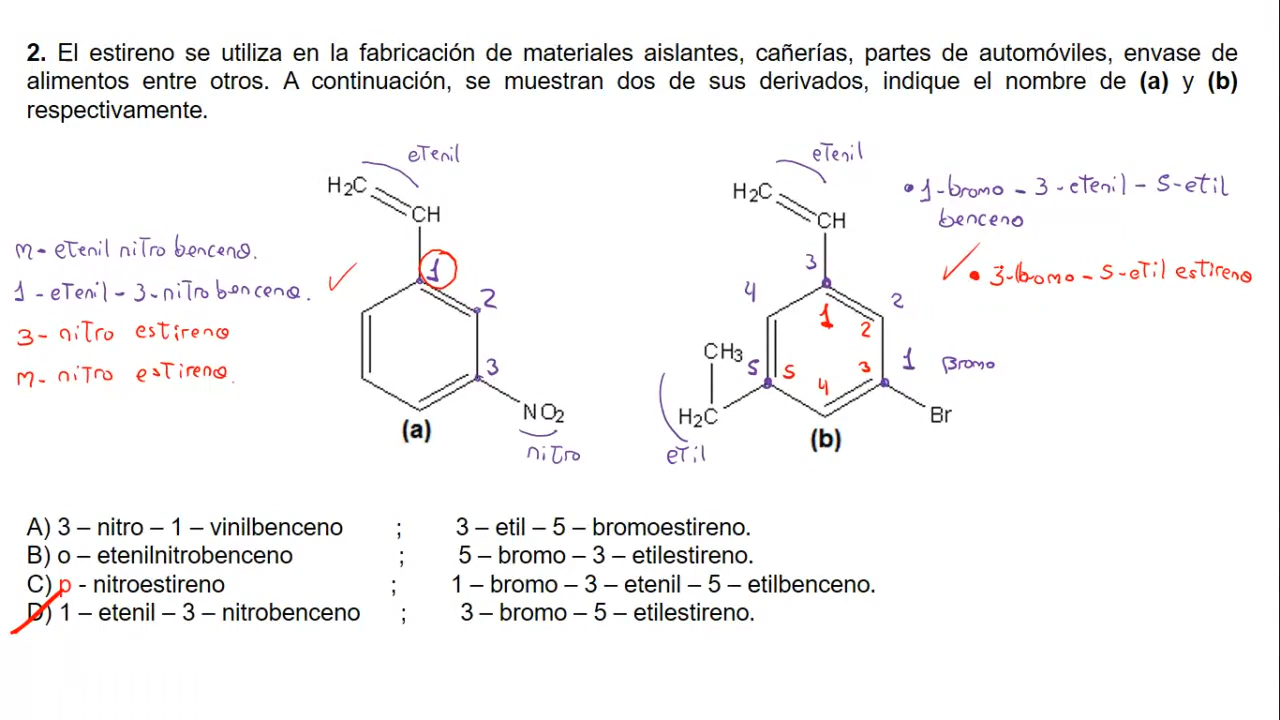 2. El estireno se utiliza en la fabricación de materiales aislantes, cañerías, partes de automóviles, envase de
alimentos entre otros. A continuación, se muestran dos de sus derivados, indique el nombre de (a) y (b)
respectivamente.
eTenil
H₂C
CH
m- eTenil nitro benceno.
1 - eTenil - 3 - nitro benceno.
3 - nitro estireno
m- nitro estireno.
1
2
3
NO₂
nitro
(a)
eTenil
H₂C
CH
3
4
2
1
2
CH₃
5
5
4
3
1
Bromo
H₂C
Br
etil
(b)
• 1-bromo - 3-etenil - 5-etil
benceno
• 3-bromo - 5-etil estireno
A) 3 – nitro – 1 – vinilbenceno ; 3 – etil – 5 – bromoestireno.
B) o – etenilnitrobenceno ; 5 – bromo – 3 – etilestireno.
C) p - nitroestireno ; 1 – bromo – 3 – etenil – 5 – etilbenceno.
D) 1 – etenil – 3 – nitrobenceno ; 3 – bromo – 5 – etilestireno.